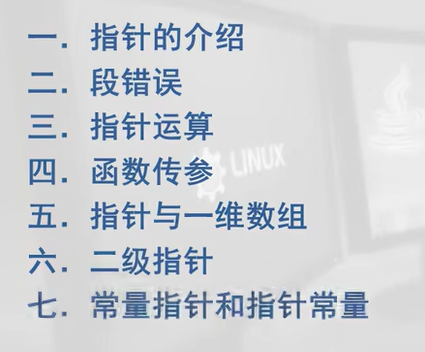 一．指针的介绍
二．段错误
三．指针运算
四．函数传参
LINUX
五．指针与一维数组
六．二级指针
七．常量指针和指针常量